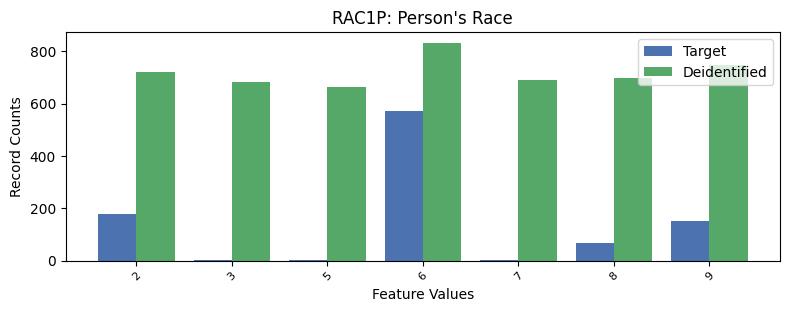 RAC1P: Person's Race
Target
Deidentified
Record Counts
800
600
400
200
0
2 3 5 6 7 8 9
Feature Values